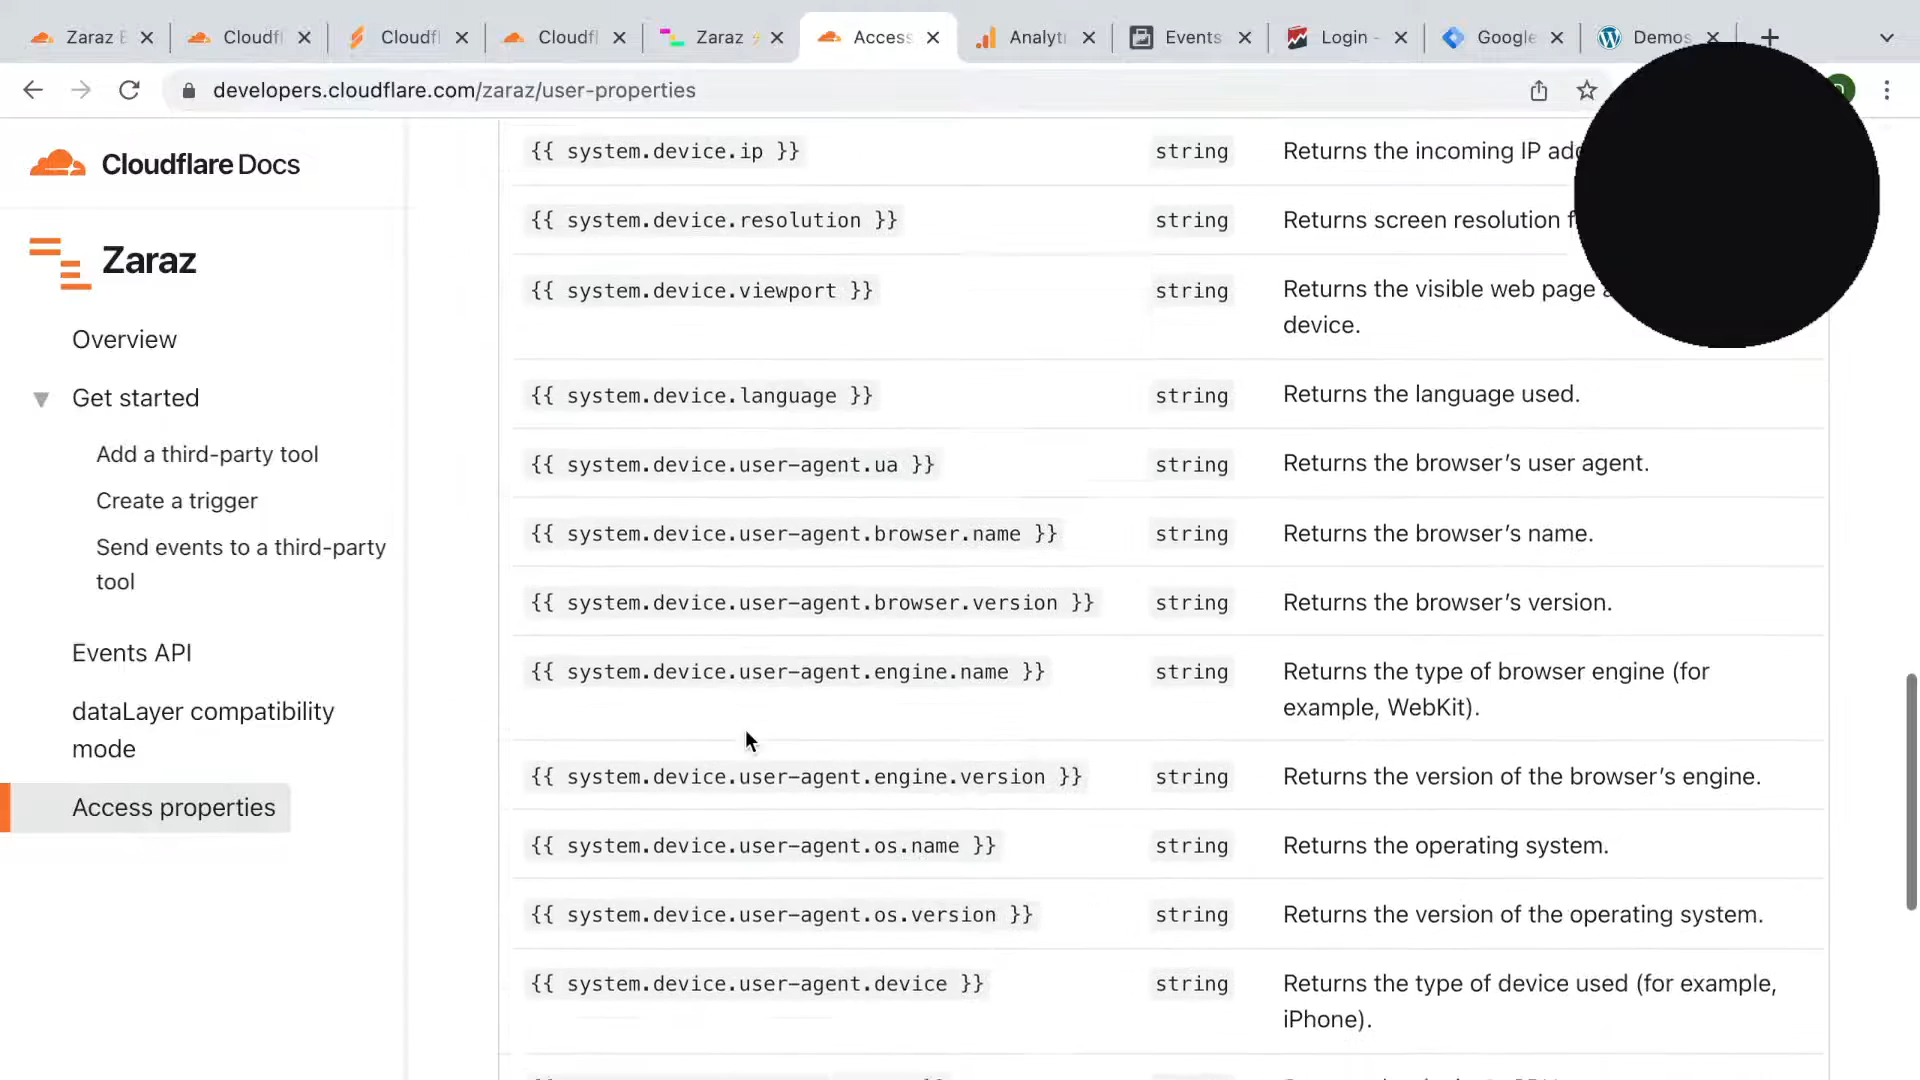 Zaraz
Cloudfl
Cloudfl
Cloudfl
Zaraz
Access
Analyt
Events
Login -
Google
Demos
developers.cloudflare.com/zaraz/user-properties
Cloudflare Docs
Zaraz
Overview
Get started
Add a third-party tool
Create a trigger
Send events to a third-party
tool
Events API
dataLayer compatibility
mode
Access properties
{{ system.device.ip }} string Returns the incoming IP
{{ system.device.resolution }} string Returns screen resolution
{{ system.device.viewport }} string Returns the visible web page
device.
{{ system.device.language }} string Returns the language used.
{{ system.device.user-agent.ua }} string Returns the browser’s user agent.
{{ system.device.user-agent.browser.name }} string Returns the browser’s name.
{{ system.device.user-agent.browser.version }} string Returns the browser’s version.
{{ system.device.user-agent.engine.name }} string Returns the type of browser engine (for
example, WebKit).
{{ system.device.user-agent.engine.version }} string Returns the version of the browser’s engine.
{{ system.device.user-agent.os.name }} string Returns the operating system.
{{ system.device.user-agent.os.version }} string Returns the version of the operating system.
{{ system.device.user-agent.device }} string Returns the type of device used (for example,
iPhone).